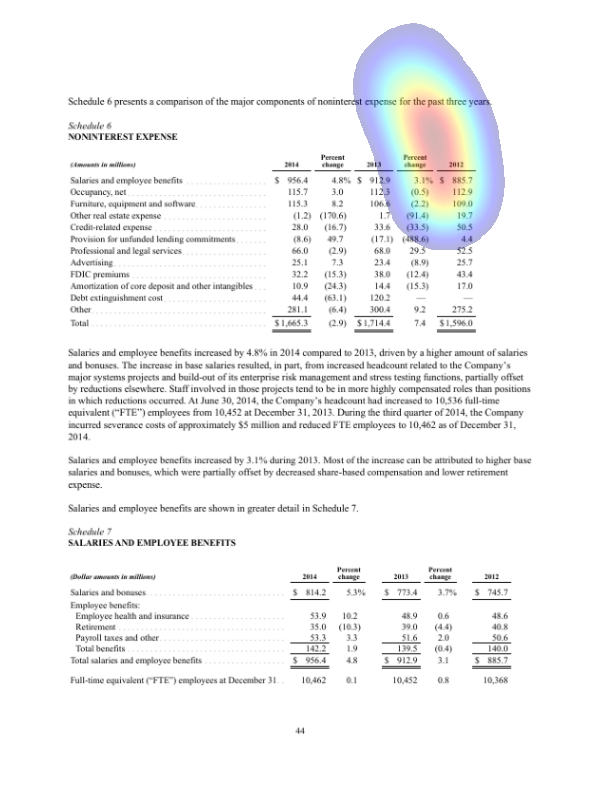 Schedule 6 presents a comparison of the major components of noninterest expense for the past three years.
Schedule 6
NONINTEREST EXPENSE
(Amounts in millions) 2014 Percent change 2013 Percent change 2012
Salaries and employee benefits $ 956.4 4.8% $ 912.9 3.1% $ 885.7
Occupancy, net 115.7 3.0 112.3 (0.5) 112.9
Furniture, equipment and software 115.3 8.2 106.6 (2.2) 109.0
Other real estate expense (1.2) (170.6) 1.7 (91.4) 19.7
Credit-related expense 28.0 (16.7) 33.6 (33.5) 50.5
Provision for unfunded lending commitments (8.6) 49.7 (17.1) (488.6) 4.4
Professional and legal services 66.0 (2.9) 68.0 29.5 52.5
Advertising 25.1 7.3 23.4 (8.9) 25.7
FDIC premiums 32.2 (15.3) 38.0 (12.4) 43.4
Amortization of core deposit and other intangibles 10.9 (24.3) 14.4 (15.3) 17.0
Debt extinguishment cost 44.4 (63.1) 120.2 — —
Other 281.1 (6.4) 300.4 9.2 275.2
Total $1,665.3 (2.9) $1,714.4 7.4 $1,596.0
Salaries and employee benefits increased by 4.8% in 2014 compared to 2013, driven by a higher amount of salaries
and bonuses. The increase in base salaries resulted, in part, from increased headcount related to the Company's
major systems projects and build-out of its enterprise risk management and stress testing functions, partially offset
by reductions elsewhere. Staff involved in those projects tend to be in more highly compensated roles than positions
in which reductions occurred. At June 30, 2014, the Company's headcount had increased to 10,536 full-time
equivalent ("FTE") employees from 10,452 at December 31, 2013. During the third quarter of 2014, the Company
incurred severance costs of approximately $5 million and reduced FTE employees to 10,462 as of December 31,
2014.
Salaries and employee benefits increased by 3.1% during 2013. Most of the increase can be attributed to higher base
salaries and bonuses, which were partially offset by decreased share-based compensation and lower retirement
expense.
Salaries and employee benefits are shown in greater detail in Schedule 7.
Schedule 7
SALARIES AND EMPLOYEE BENEFITS
(Dollar amounts in millions) 2014 Percent change 2013 Percent change 2012
Salaries and bonuses $ 814.2 5.3% $ 773.4 3.7% $ 745.7
Employee benefits:
Employee health and insurance 53.9 10.2 48.9 0.6 48.6
Retirement 35.0 (10.3) 39.0 (4.4) 40.8
Payroll taxes and other 53.3 3.3 51.6 2.0 50.6
Total benefits 142.2 1.9 139.5 (0.4) 140.0
Total salaries and employee benefits $ 956.4 4.8 $ 912.9 3.1 $ 885.7
Full-time equivalent ("FTE") employees at December 31 10,462 0.1 10,452 0.8 10,368
44